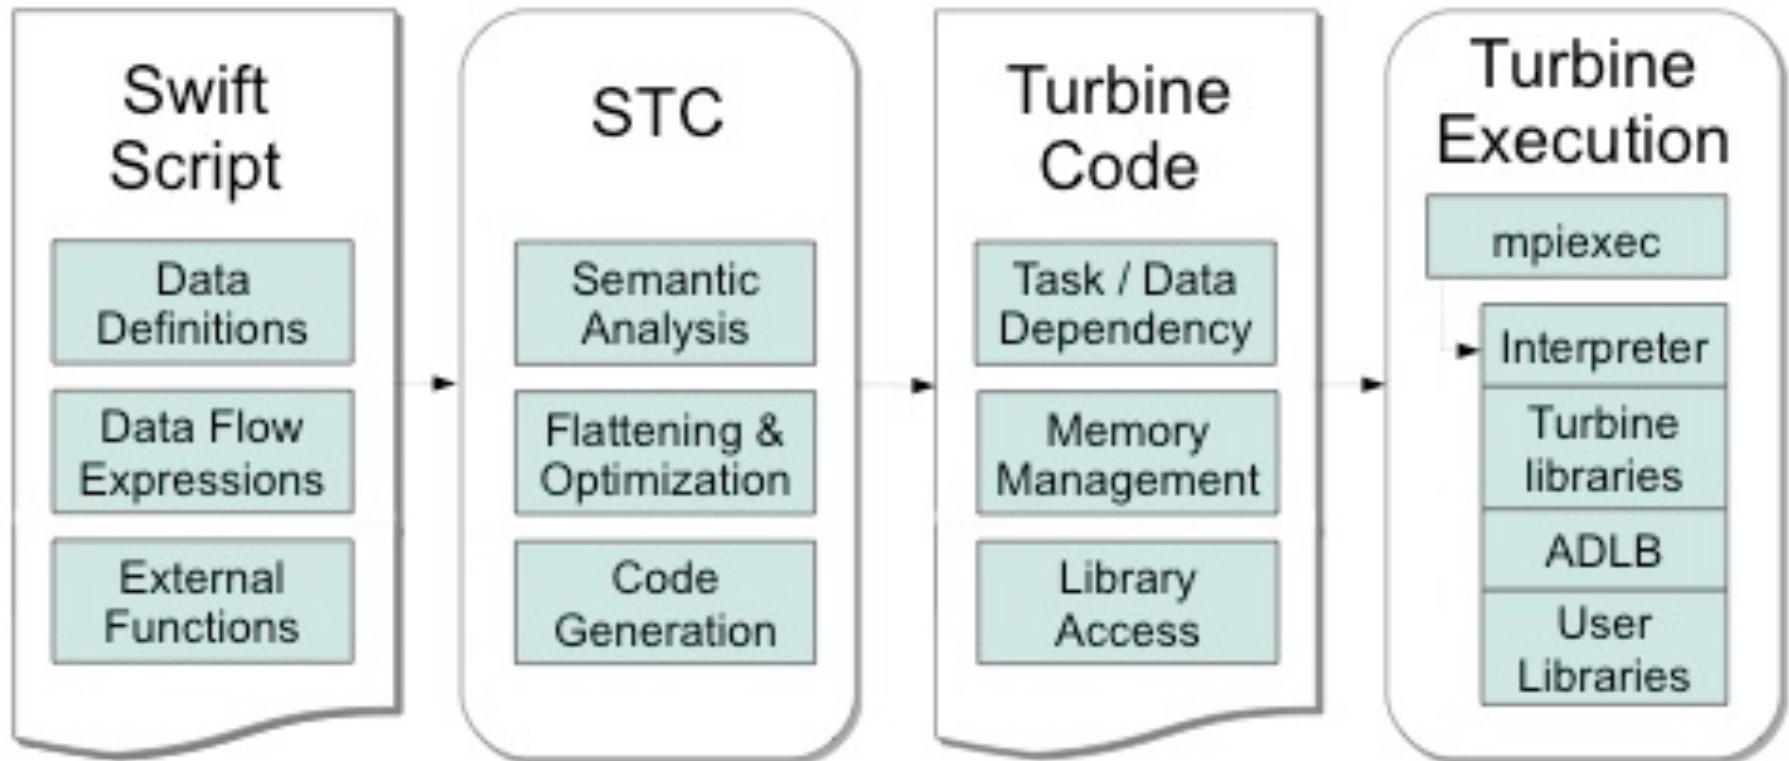 Swift
Script
Data
Definitions
Data Flow
Expressions
External
Functions
STC
Semantic
Analysis
Flattening &
Optimization
Code
Generation
Turbine
Code
Task / Data
Dependency
Memory
Management
Library
Access
Turbine
Execution
mpiexec
Interpreter
Turbine
libraries
ADLB
User
Libraries